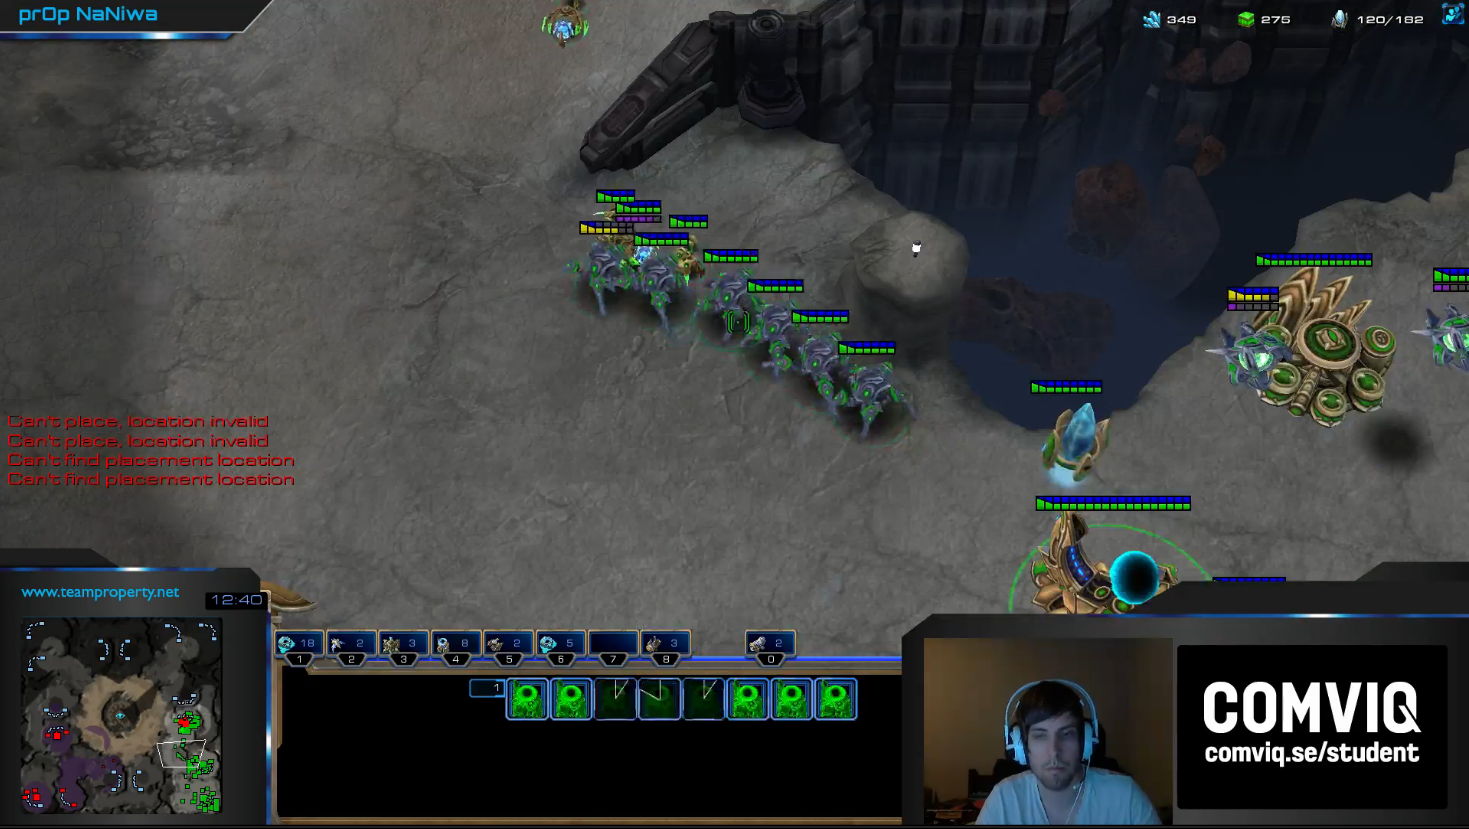 prOp NaNiwa
349 275 120/182
Can't place, location invalid
Can't place, location invalid
Can't find placement location
Can't find placement location
www.teamproperty.net
12:40
18 2 3 8 2 5 3 2
1 2 3 4 5 6 7 8 0
1
COMVIQ
comviq.se/student